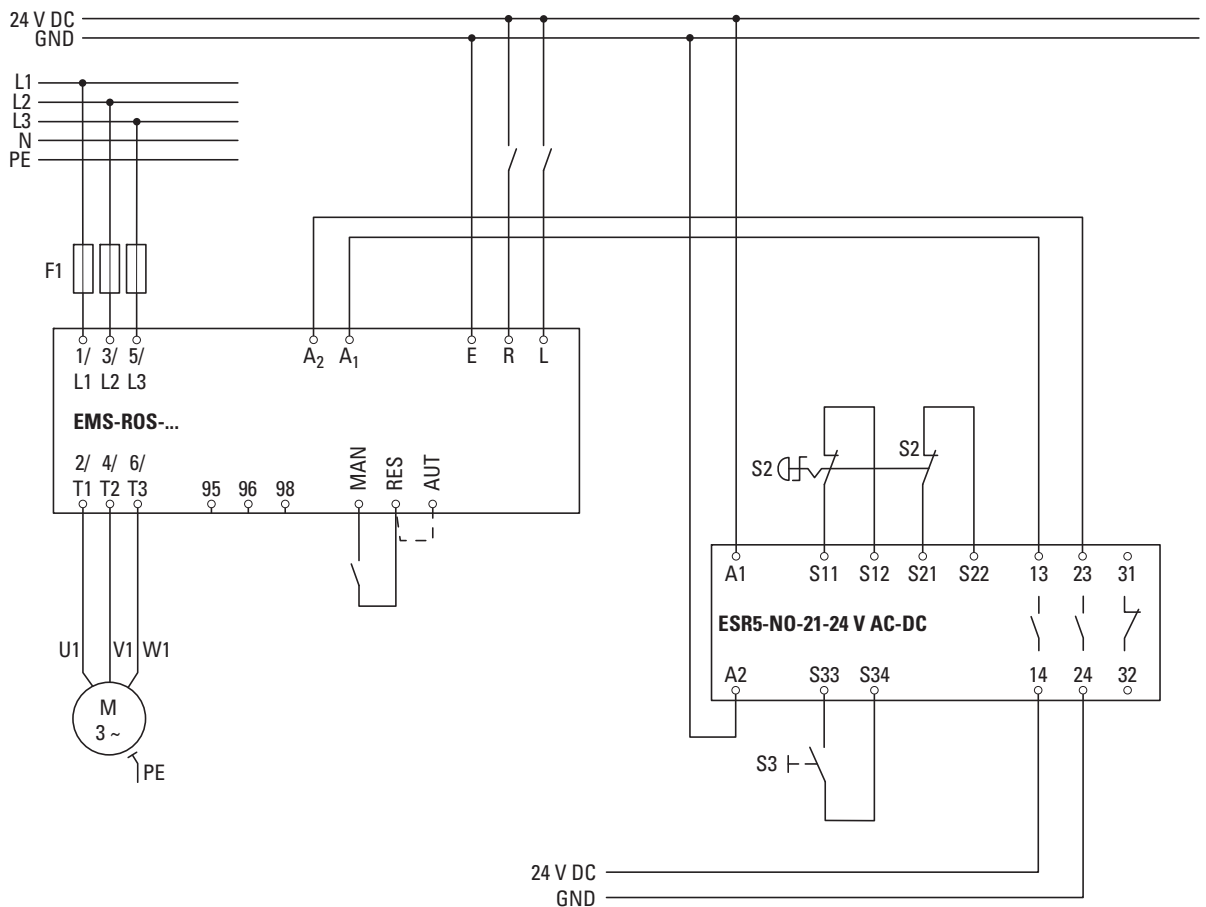 24 V DC
GND
L1
L2
L3
N
PE
F1
1/ 3/ 5/
L1 L2 L3
A2 A1 E R L
EMS-ROS-...
2/ 4/ 6/
T1 T2 T3 95 96 98 MAN RES AUT
U1 V1 W1
M
3 ~
PE
S2 S2
A1 S11 S12 S21 S22 13 23 31
ESR5-NO-21-24 V AC-DC
A2 S33 S34 14 24 32
S3
24 V DC
GND